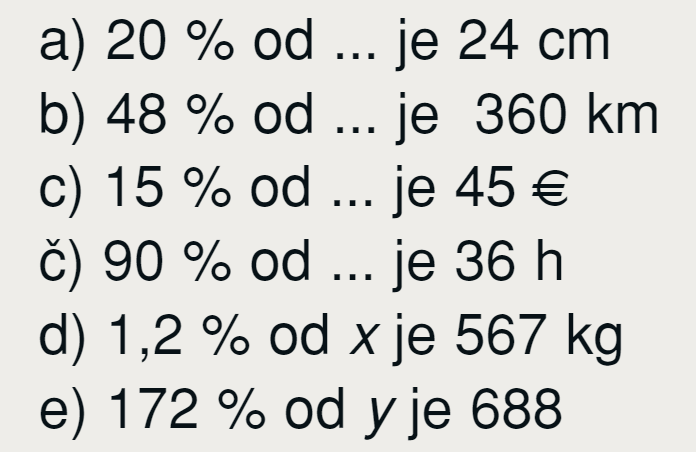 a) 20 % od ... je 24 cm
b) 48 % od ... je 360 km
c) 15 % od ... je 45 €
č) 90 % od ... je 36 h
d) 1,2 % od x je 567 kg
e) 172 % od y je 688